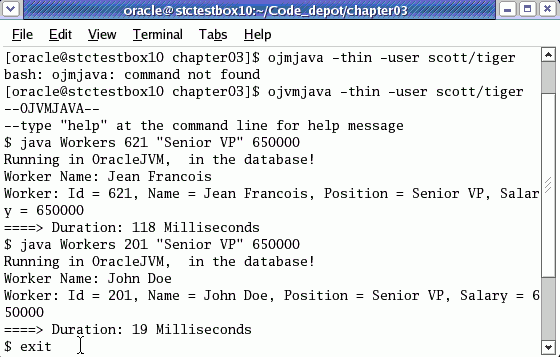 oracle@stctestbox10:~/Code_depot/chapter03
File Edit View Terminal Tabs Help
[oracle@stctestbox10 chapter03]$ ojmjava -thin -user scott/tiger
bash: ojmjava: command not found
[oracle@stctestbox10 chapter03]$ ojvmjava -thin -user scott/tiger
--OJVMJAVA--
--type "help" at the command line for help message
$ java Workers 621 "Senior VP" 650000
Running in OracleJVM,  in the database!
Worker Name: Jean Francois
Worker: Id = 621, Name = Jean Francois, Position = Senior VP, Salar
y = 650000
====> Duration: 118 Milliseconds
$ java Workers 201 "Senior VP" 650000
Running in OracleJVM,  in the database!
Worker Name: John Doe
Worker: Id = 201, Name = John Doe, Position = Senior VP, Salary = 6
50000
====> Duration: 19 Milliseconds
$ exit